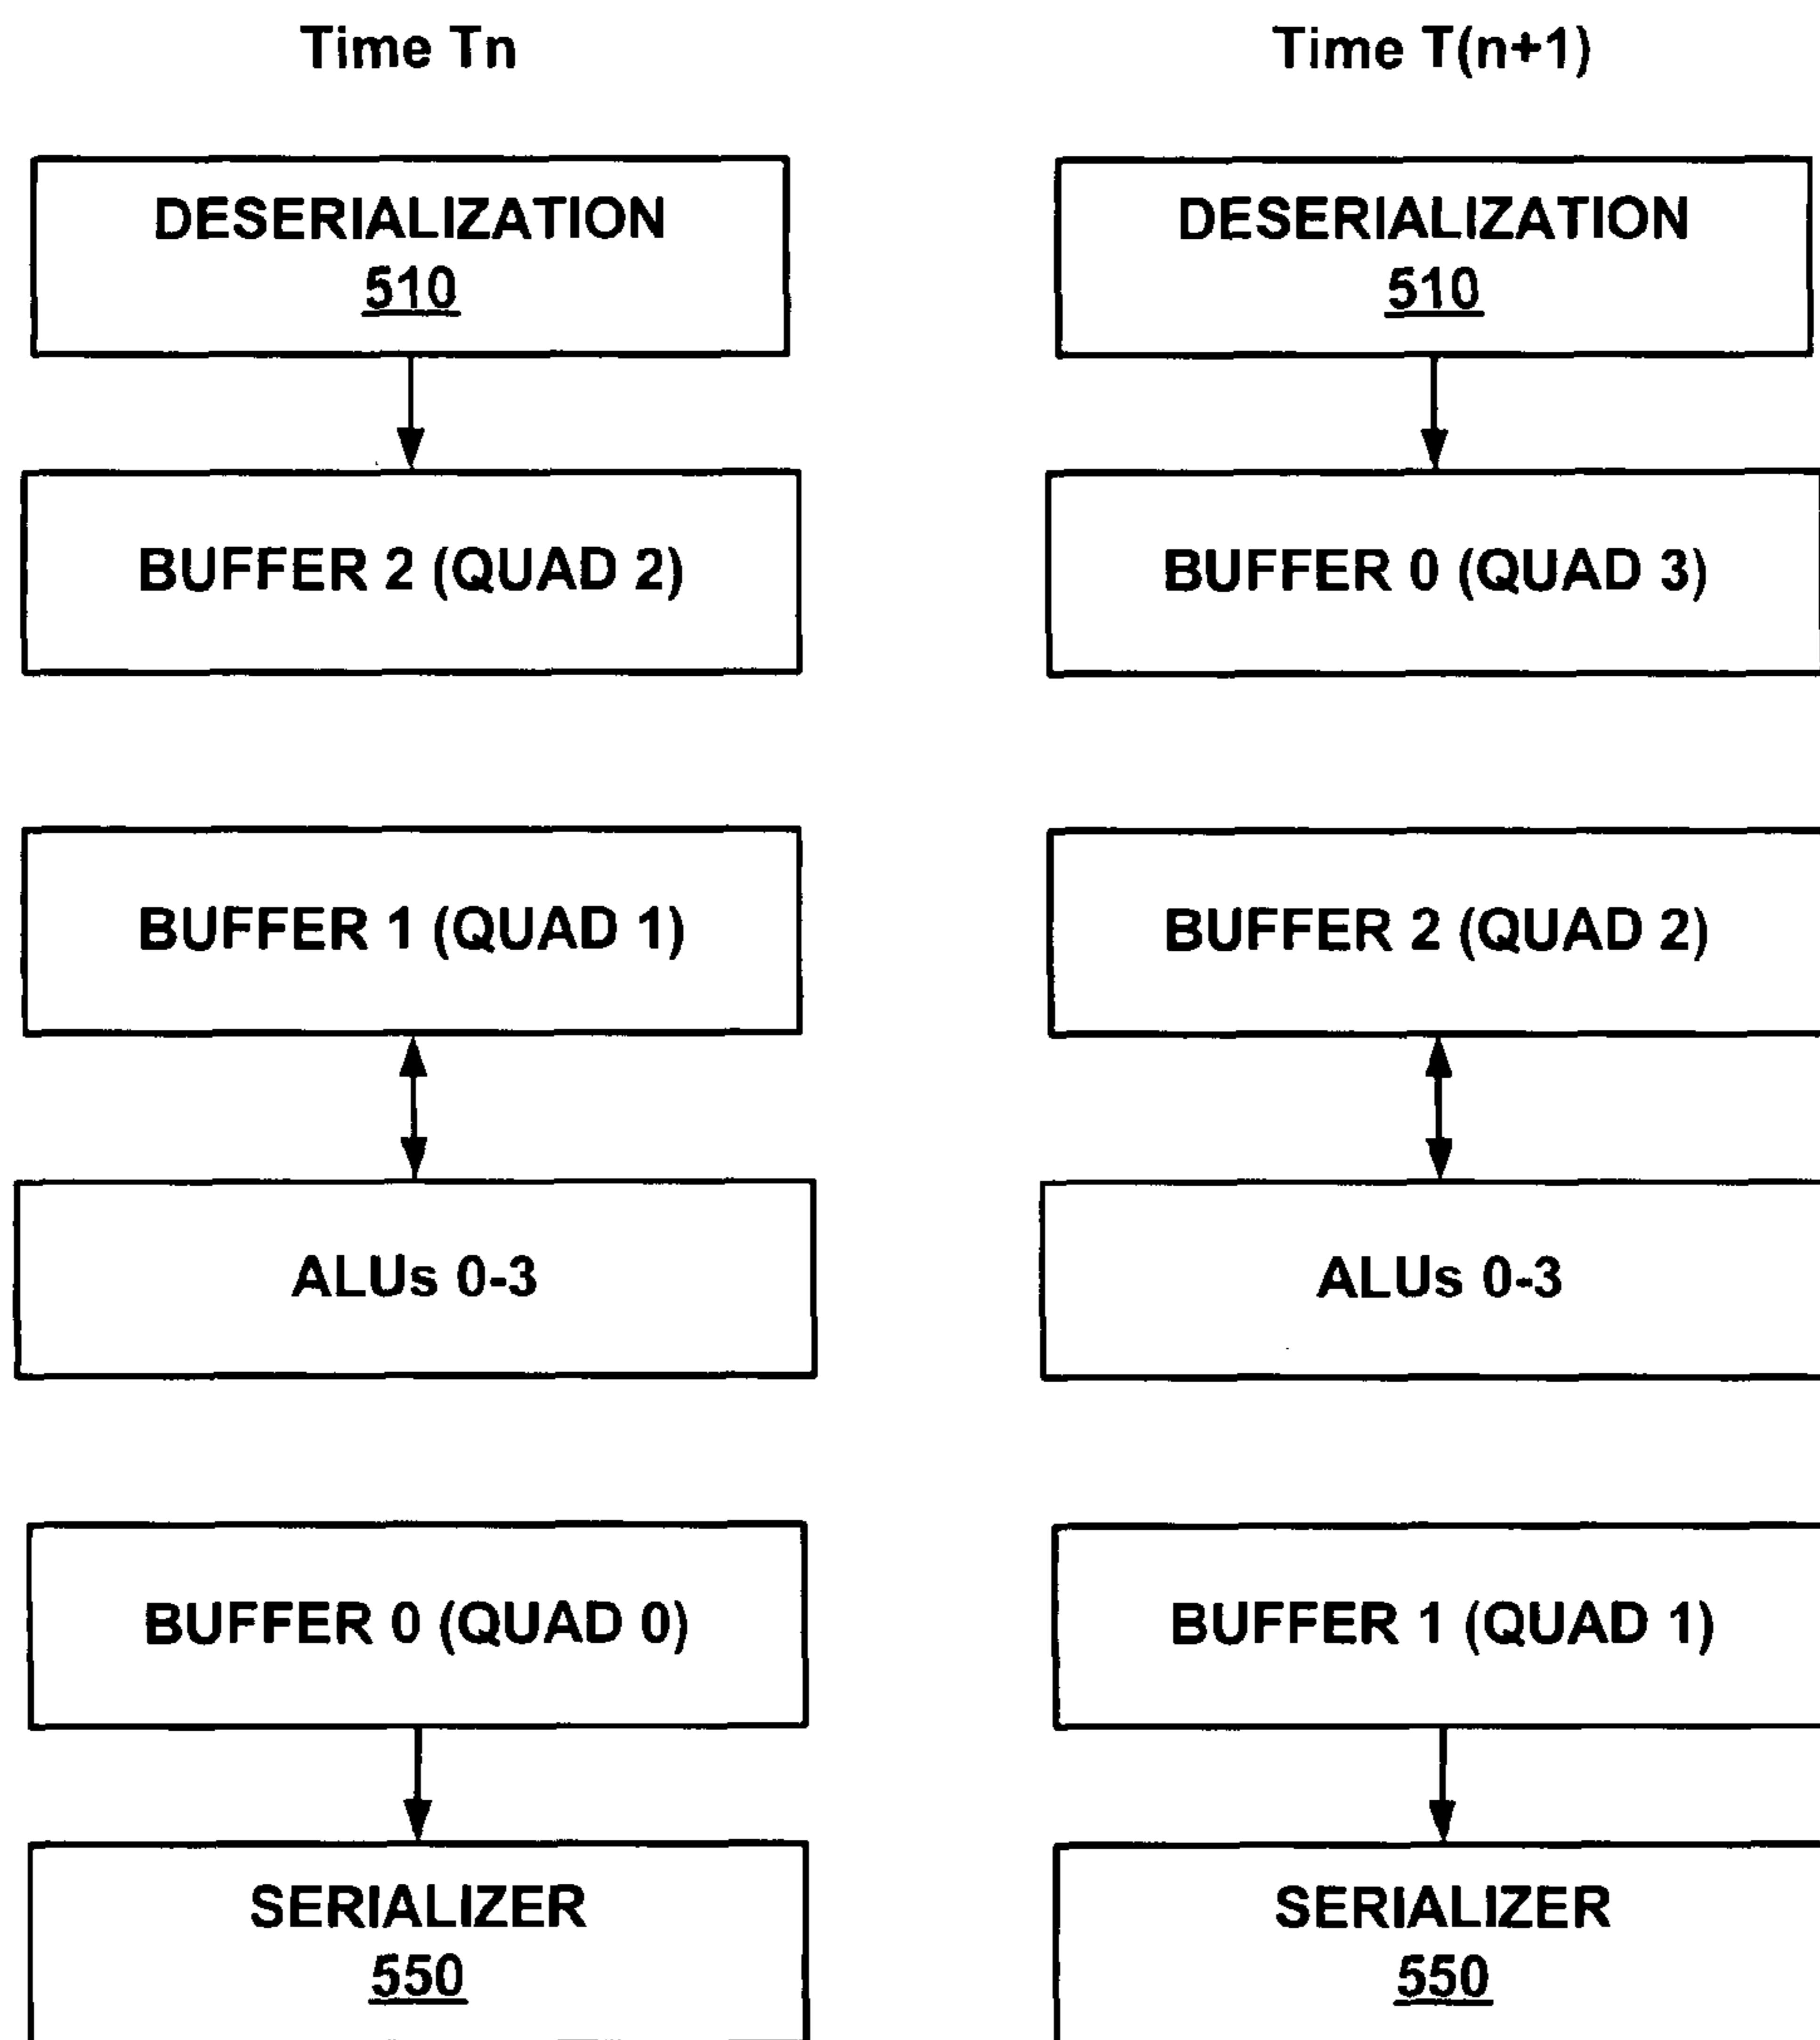 Time Tn
DESERIALIZATION
510
BUFFER 2 (QUAD 2)
BUFFER 1 (QUAD 1)
ALUs 0-3
BUFFER 0 (QUAD 0)
SERIALIZER
550
Time T(n+1)
DESERIALIZATION
510
BUFFER 0 (QUAD 3)
BUFFER 2 (QUAD 2)
ALUs 0-3
BUFFER 1 (QUAD 1)
SERIALIZER
550